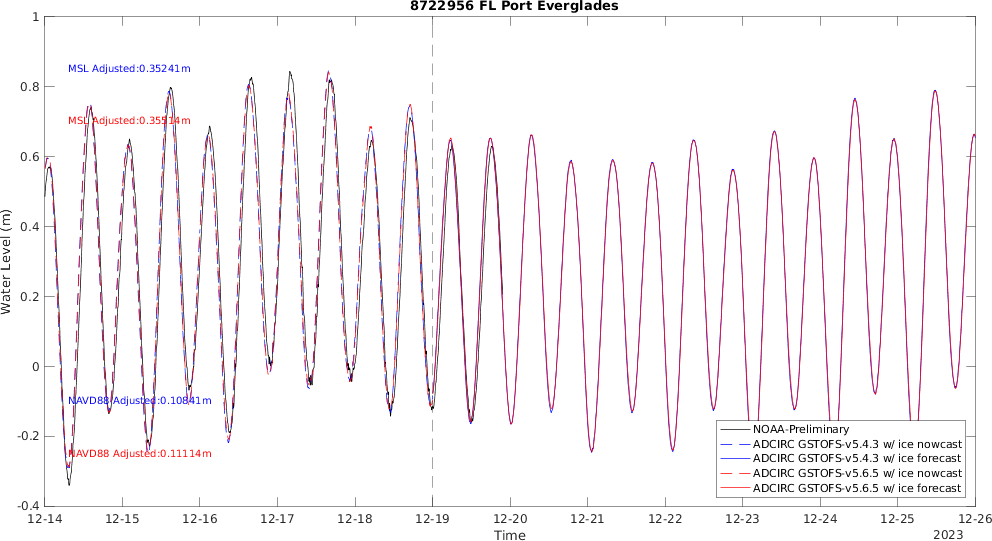 8722956 FL Port Everglades
1
0.8
0.6
0.4
0.2
0
-0.2
-0.4
Water Level (m)
MSL Adjusted:0.35241m
MSL Adjusted:0.35514m
NAVD88 Adjusted:0.10841m
NAVD88 Adjusted:0.11114m
NOAA-Preliminary
ADCIRC GSTOFS-v5.4.3 w/ ice nowcast
ADCIRC GSTOFS-v5.4.3 w/ ice forecast
ADCIRC GSTOFS-v5.6.5 w/ ice nowcast
ADCIRC GSTOFS-v5.6.5 w/ ice forecast
12-14 12-15 12-16 12-17 12-18 12-19 12-20 12-21 12-22 12-23 12-24 12-25 12-26
Time
2023